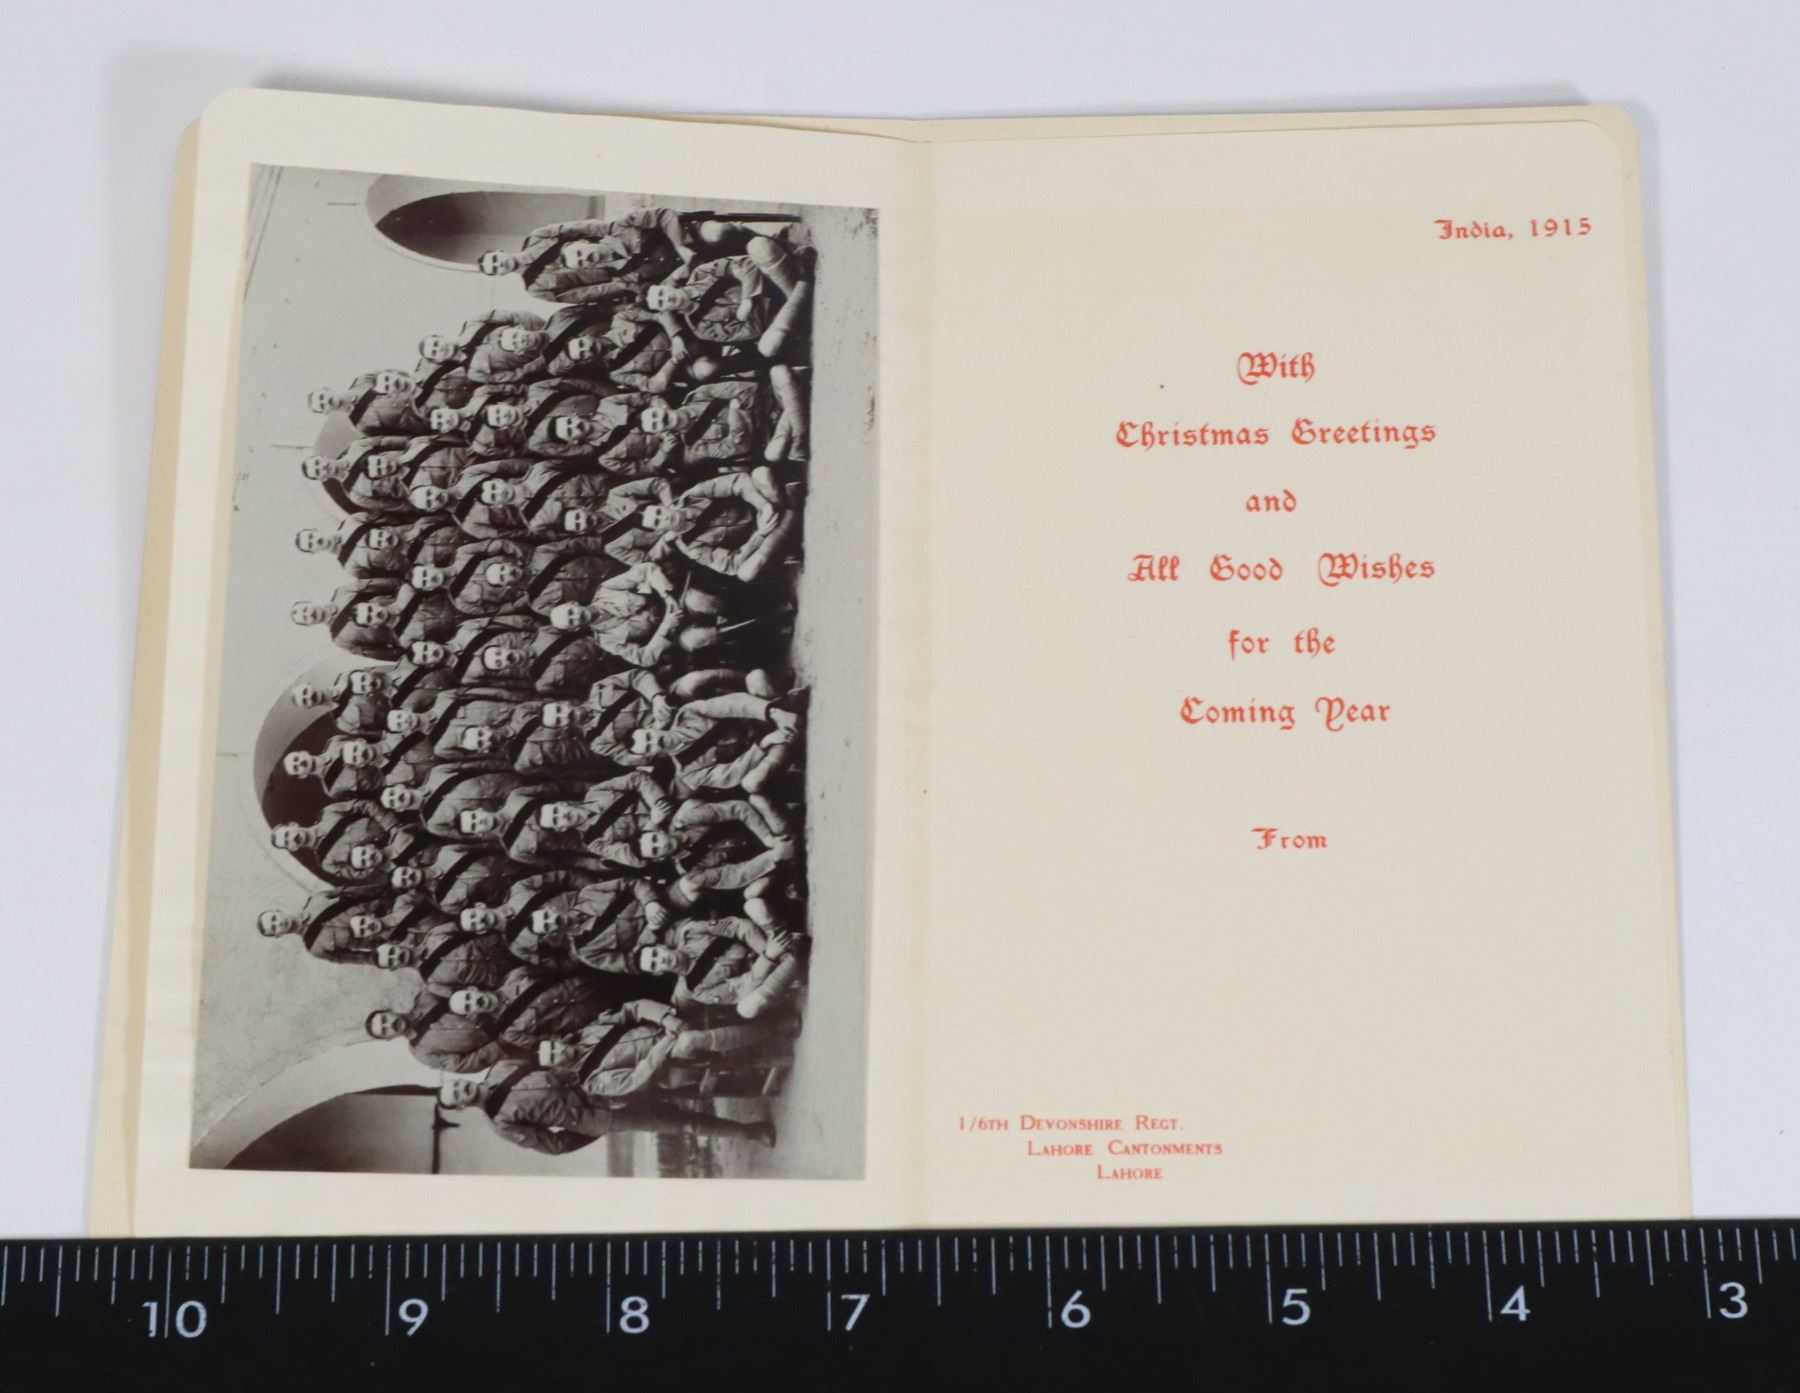 India, 1915
With
Christmas Greetings
and
All Good Wishes
for the
Coming Year
From
1/6TH DEVONSHIRE REGT.
LAHORE CANTONMENTS
LAHORE
10 9 8 7 6 5 4 3